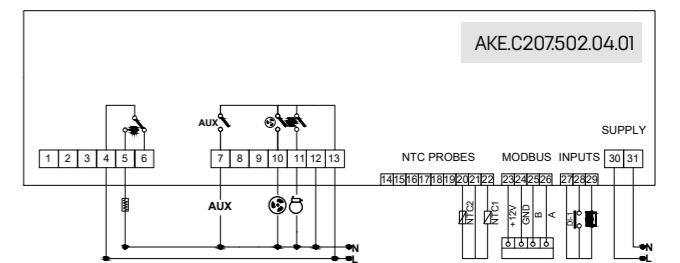 AKE.C207.502.04.01
AUX
SUPPLY
1 2 3 4 5 6 7 8 9 10 11 12 13 NTC PROBES MODBUS INPUTS 30 31
14 15 16 17 18 19 20 21 22 23 24 25 26 27 28 29
AUX
NTC2
NTC1
+12V
GND
B
A
DI-1
N
L
N
L